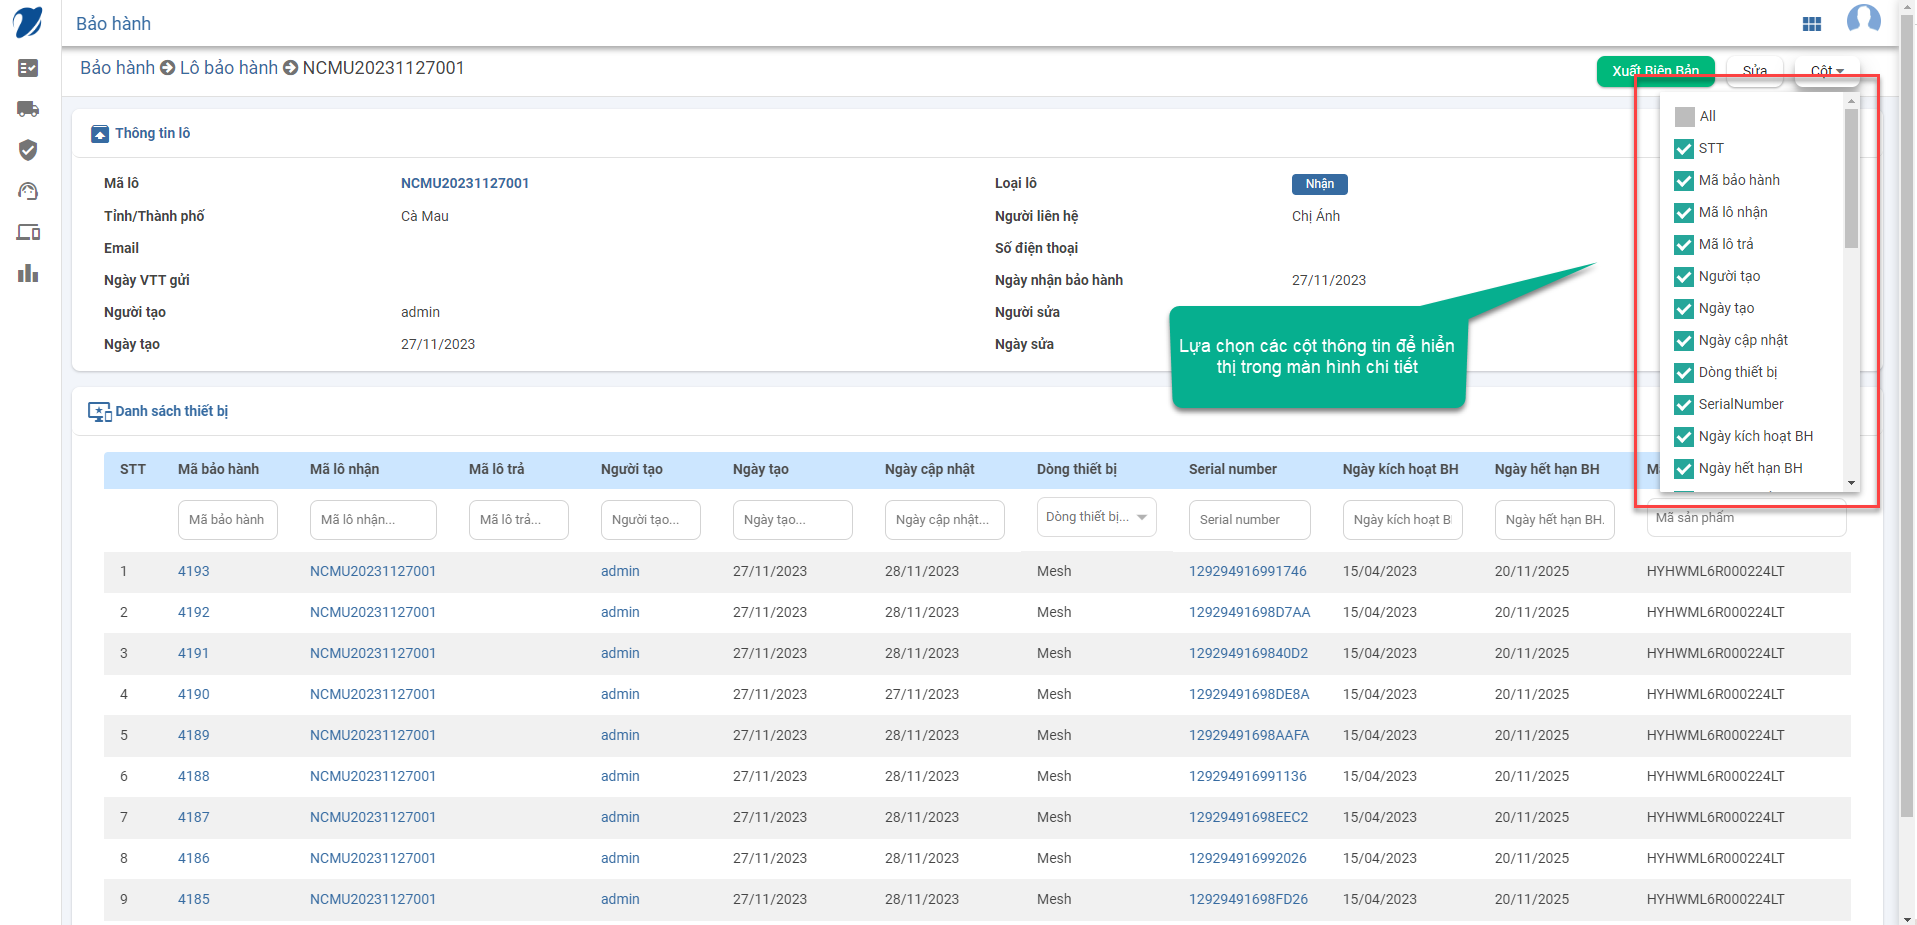 Bảo hành
Bảo hành Lô bảo hành NCMU20231127001
Xuất Biên Bản Sửa Cột
Thông tin lô
Mã lô NCMU20231127001 Loại lô Nhận
Tỉnh/Thành phố Cà Mau Người liên hệ Chị Ánh
Email Số điện thoại
Ngày VTT gửi Ngày nhận bảo hành 27/11/2023
Người tạo admin Người sửa
Ngày tạo 27/11/2023 Ngày sửa
Lựa chọn các cột thông tin để hiển
thị trong màn hình chi tiết
All
STT
Mã bảo hành
Mã lô nhận
Mã lô trả
Người tạo
Ngày tạo
Ngày cập nhật
Dòng thiết bị
SerialNumber
Ngày kích hoạt BH
Ngày hết hạn BH
Danh sách thiết bị
STT Mã bảo hành Mã lô nhận Mã lô trả Người tạo Ngày tạo Ngày cập nhật Dòng thiết bị Serial number Ngày kích hoạt BH Ngày hết hạn BH
Mã bảo hành Mã lô nhận... Mã lô trả... Người tạo... Ngày tạo... Ngày cập nhật... Dòng thiết bị... Serial number Ngày kích hoạt B Ngày hết hạn BH. Mã sản phẩm
1 4193 NCMU20231127001 admin 27/11/2023 28/11/2023 Mesh 129294916991746 15/04/2023 20/11/2025 HYHWML6R000224LT
2 4192 NCMU20231127001 admin 27/11/2023 28/11/2023 Mesh 12929491698D7AA 15/04/2023 20/11/2025 HYHWML6R000224LT
3 4191 NCMU20231127001 admin 27/11/2023 28/11/2023 Mesh 1292949169840D2 15/04/2023 20/11/2025 HYHWML6R000224LT
4 4190 NCMU20231127001 admin 27/11/2023 27/11/2023 Mesh 12929491698DE8A 15/04/2023 20/11/2025 HYHWML6R000224LT
5 4189 NCMU20231127001 admin 27/11/2023 28/11/2023 Mesh 12929491698AAFA 15/04/2023 20/11/2025 HYHWML6R000224LT
6 4188 NCMU20231127001 admin 27/11/2023 28/11/2023 Mesh 129294916991136 15/04/2023 20/11/2025 HYHWML6R000224LT
7 4187 NCMU20231127001 admin 27/11/2023 28/11/2023 Mesh 12929491698EEC2 15/04/2023 20/11/2025 HYHWML6R000224LT
8 4186 NCMU20231127001 admin 27/11/2023 28/11/2023 Mesh 129294916992026 15/04/2023 20/11/2025 HYHWML6R000224LT
9 4185 NCMU20231127001 admin 27/11/2023 28/11/2023 Mesh 12929491698FD26 15/04/2023 20/11/2025 HYHWML6R000224LT